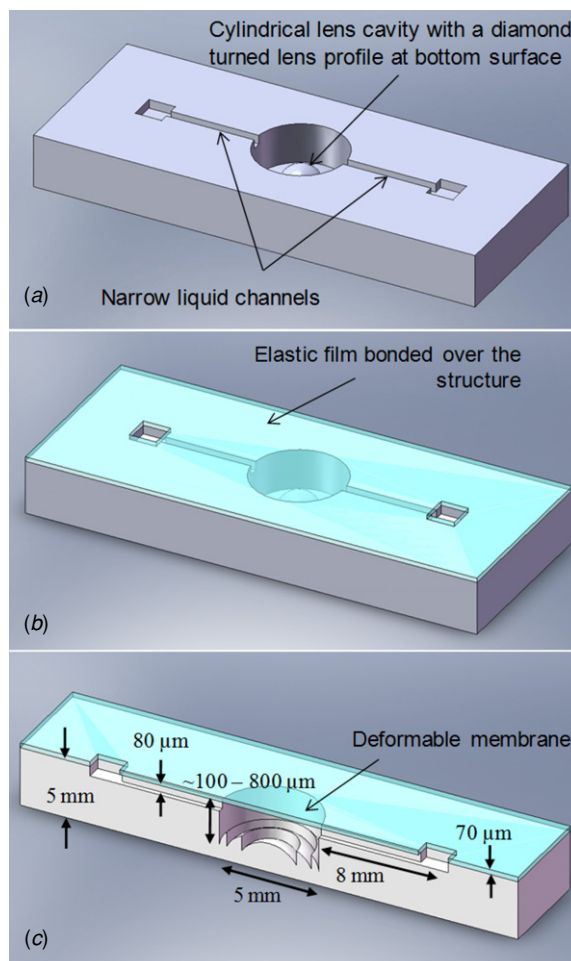 Cylindrical lens cavity with a diamond
turned lens profile at bottom surface
(a)
Narrow liquid channels
Elastic film bonded over the
structure
(b)
Deformable membrane
80 µm
~100 – 800 µm
5 mm
70 µm
8 mm
5 mm
(c)